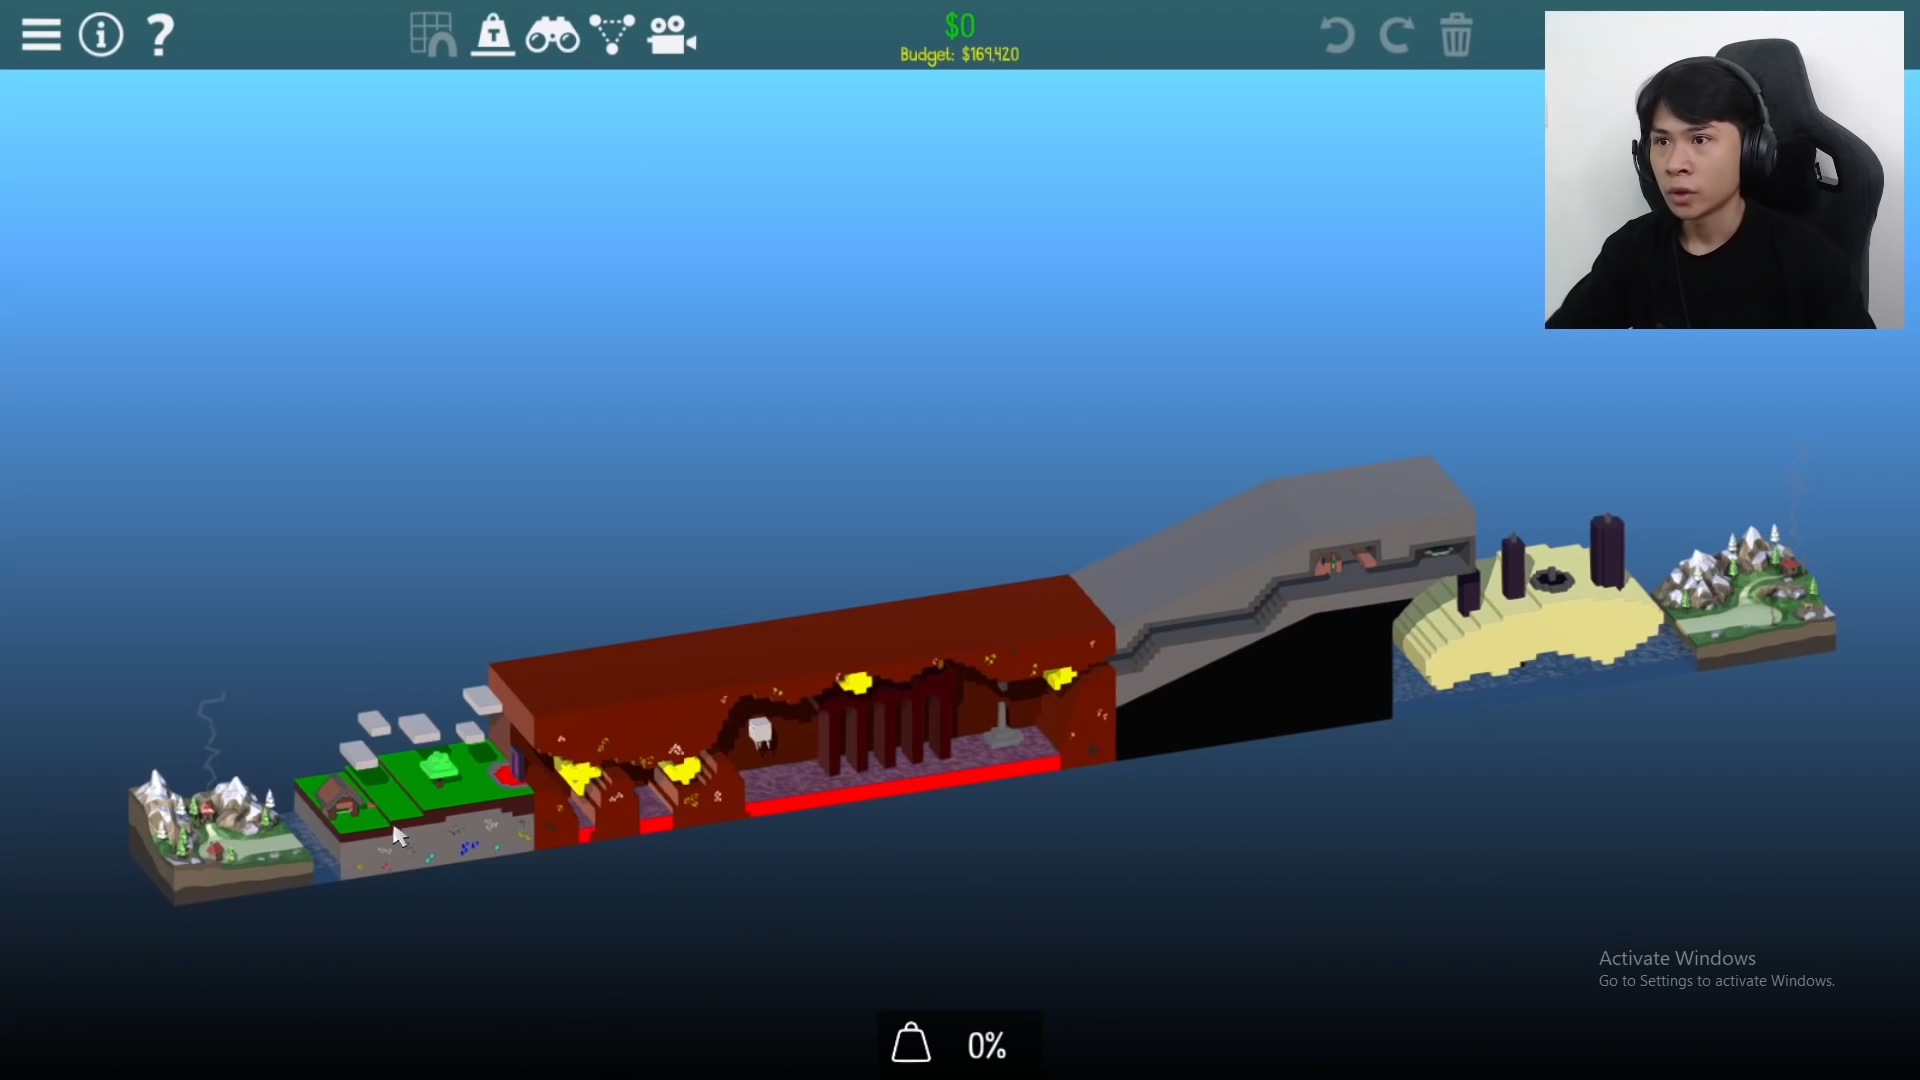 $0
Budget: $169,420
Activate Windows
Go to Settings to activate Windows.
0%